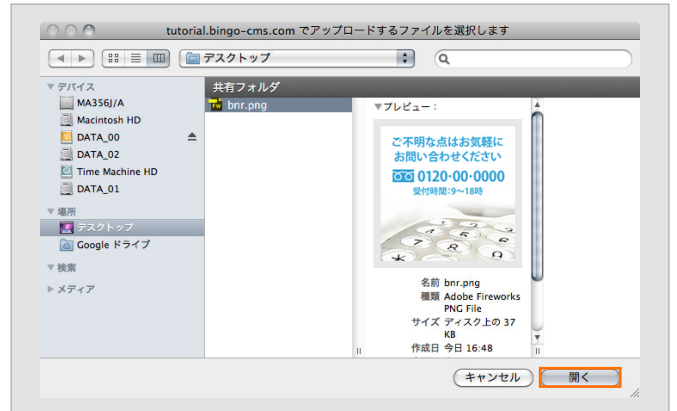 tutorial.bingo-cms.com でアップロードするファイルを選択します
デスクトップ
▼デバイス
MA356J/A
Macintosh HD
DATA_00
DATA_02
Time Machine HD
DATA_01
▼場所
デスクトップ
Google ドライブ
▼検索
▶メディア
共有フォルダ
bnr.png
▼プレビュー：
ご不明な点はお気軽に
お問い合わせください
0120-00-0000
受付時間:9～18時
名前 bnr.png
種類 Adobe Fireworks
PNG File
サイズ ディスク上の 37
KB
作成日 今日 16:48
キャンセル
開く